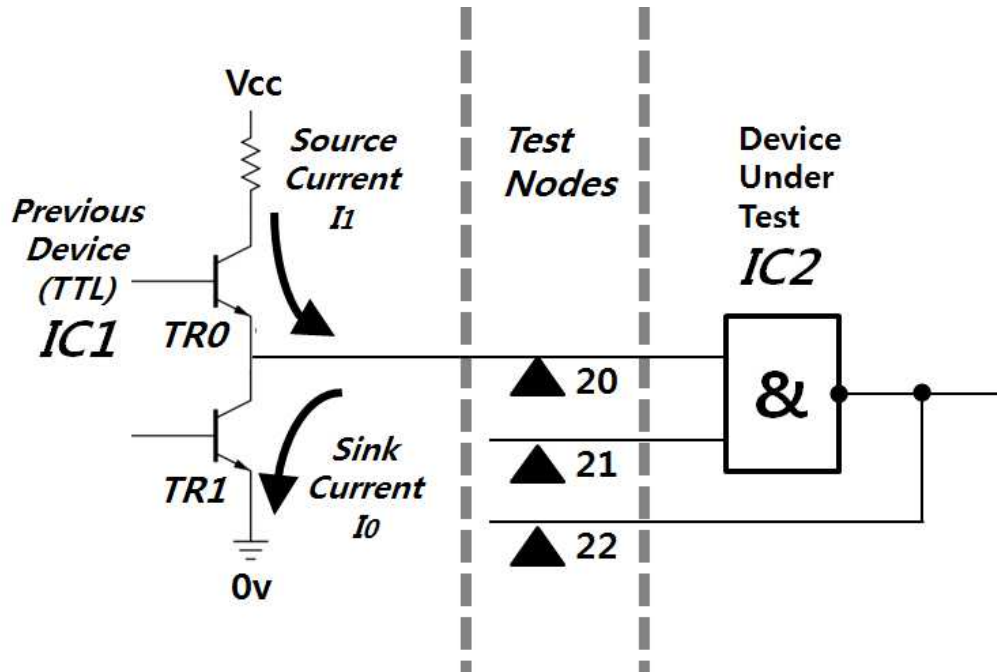 Vcc
Source
Current
I1
Previous
Device
(TTL)
IC1
TR0
TR1
Sink
Current
I0
0v
Test
Nodes
20
21
22
Device
Under
Test
IC2
&